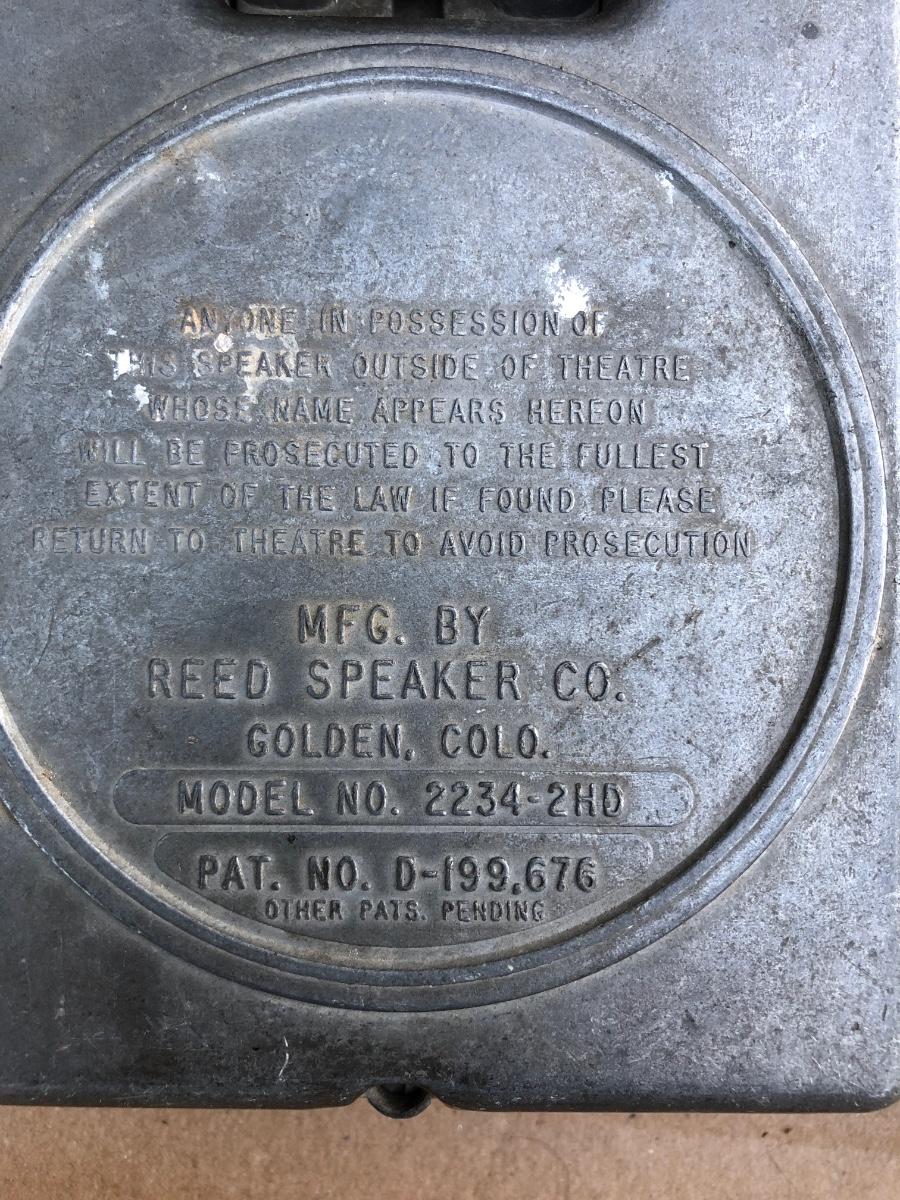 ANYONE IN POSSESSION OF
THIS SPEAKER OUTSIDE OF THEATRE
WHOSE NAME APPEARS HEREON
WILL BE PROSECUTED TO THE FULLEST
EXTENT OF THE LAW IF FOUND PLEASE
RETURN TO THEATRE TO AVOID PROSECUTION
MFG. BY
REED SPEAKER CO.
GOLDEN, COLO.
MODEL NO. 2234-2HD
PAT. NO. D-199,676
OTHER PATS. PENDING